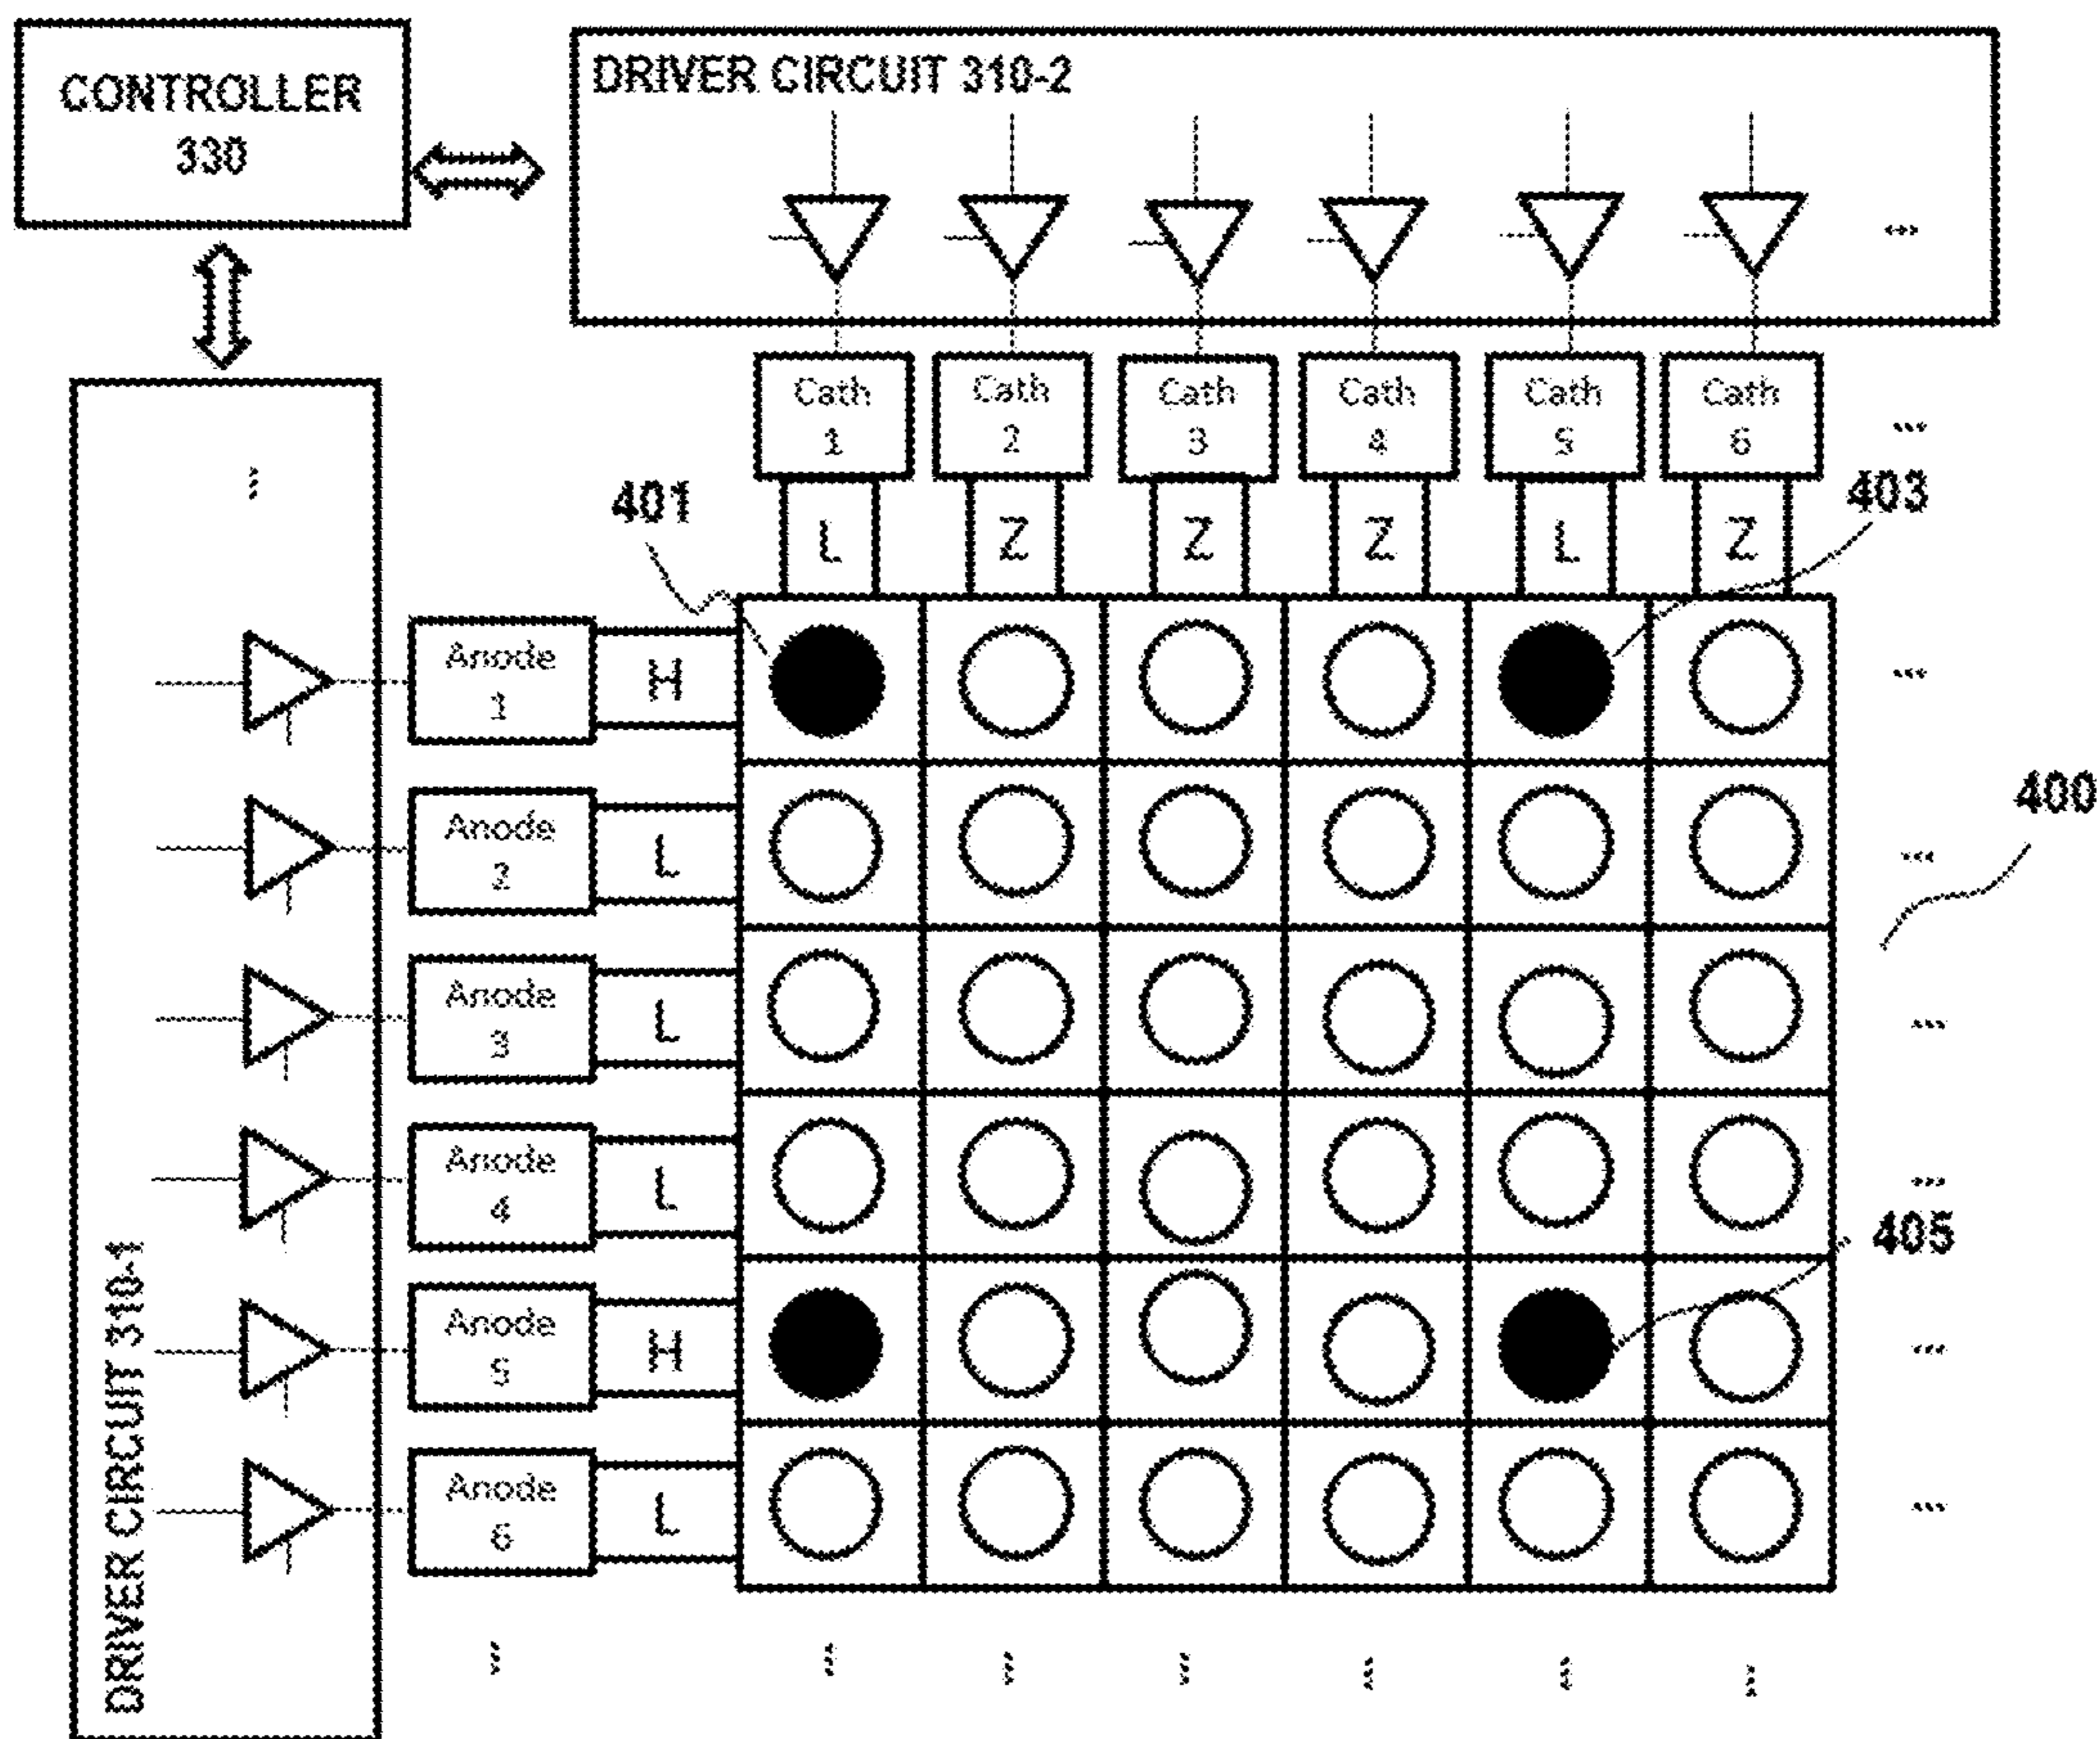 CONTROLLER
330
DRIVER CIRCUIT 310-2
...
Cath
1
Cath
2
Cath
3
Cath
4
Cath
5
Cath
6
...
401
403
L
Z
Z
Z
L
Z
...
Anode
1
H
...
Anode
2
L
...
400
Anode
3
L
...
Anode
4
L
...
405
Anode
5
H
...
Anode
6
L
...
DRIVER CIRCUIT 310-1
... ... ... ... ... ... ...